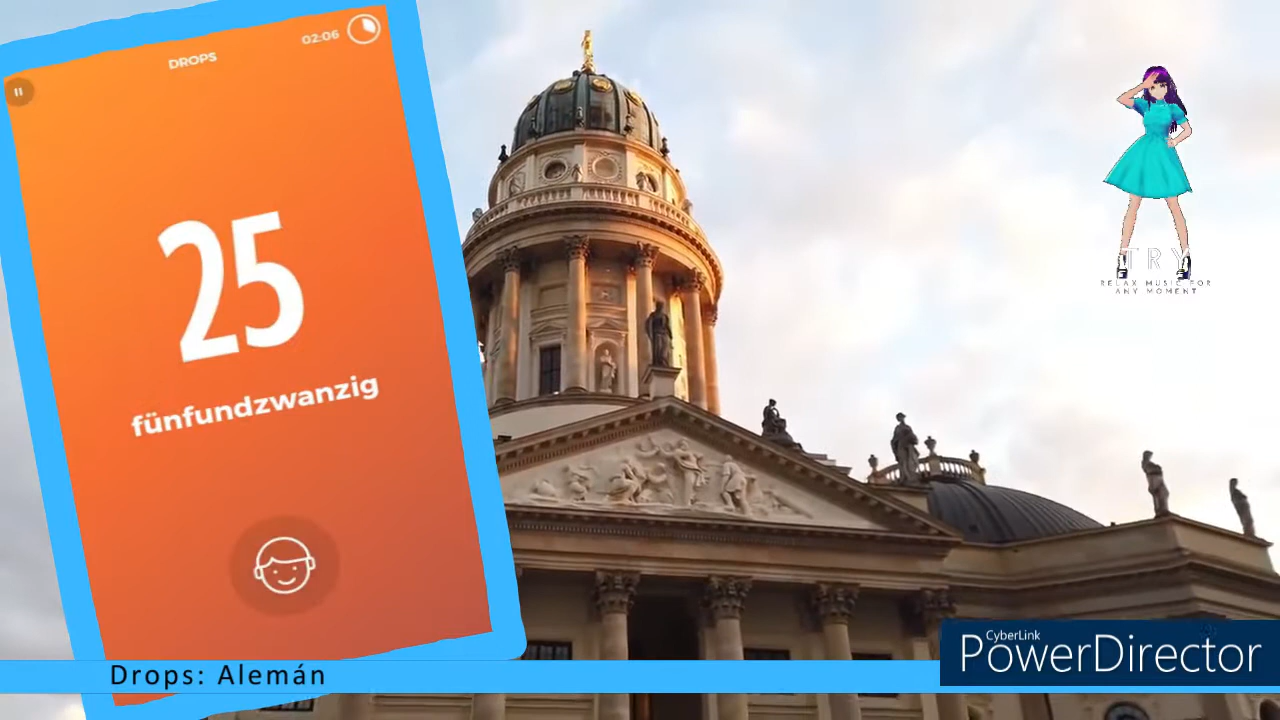 02:06
DROPS
25
fünfundzwanzig
TRY
RELAX MUSIC FOR
ANY MOMENT
Drops: Alemán
CyberLink
PowerDirector